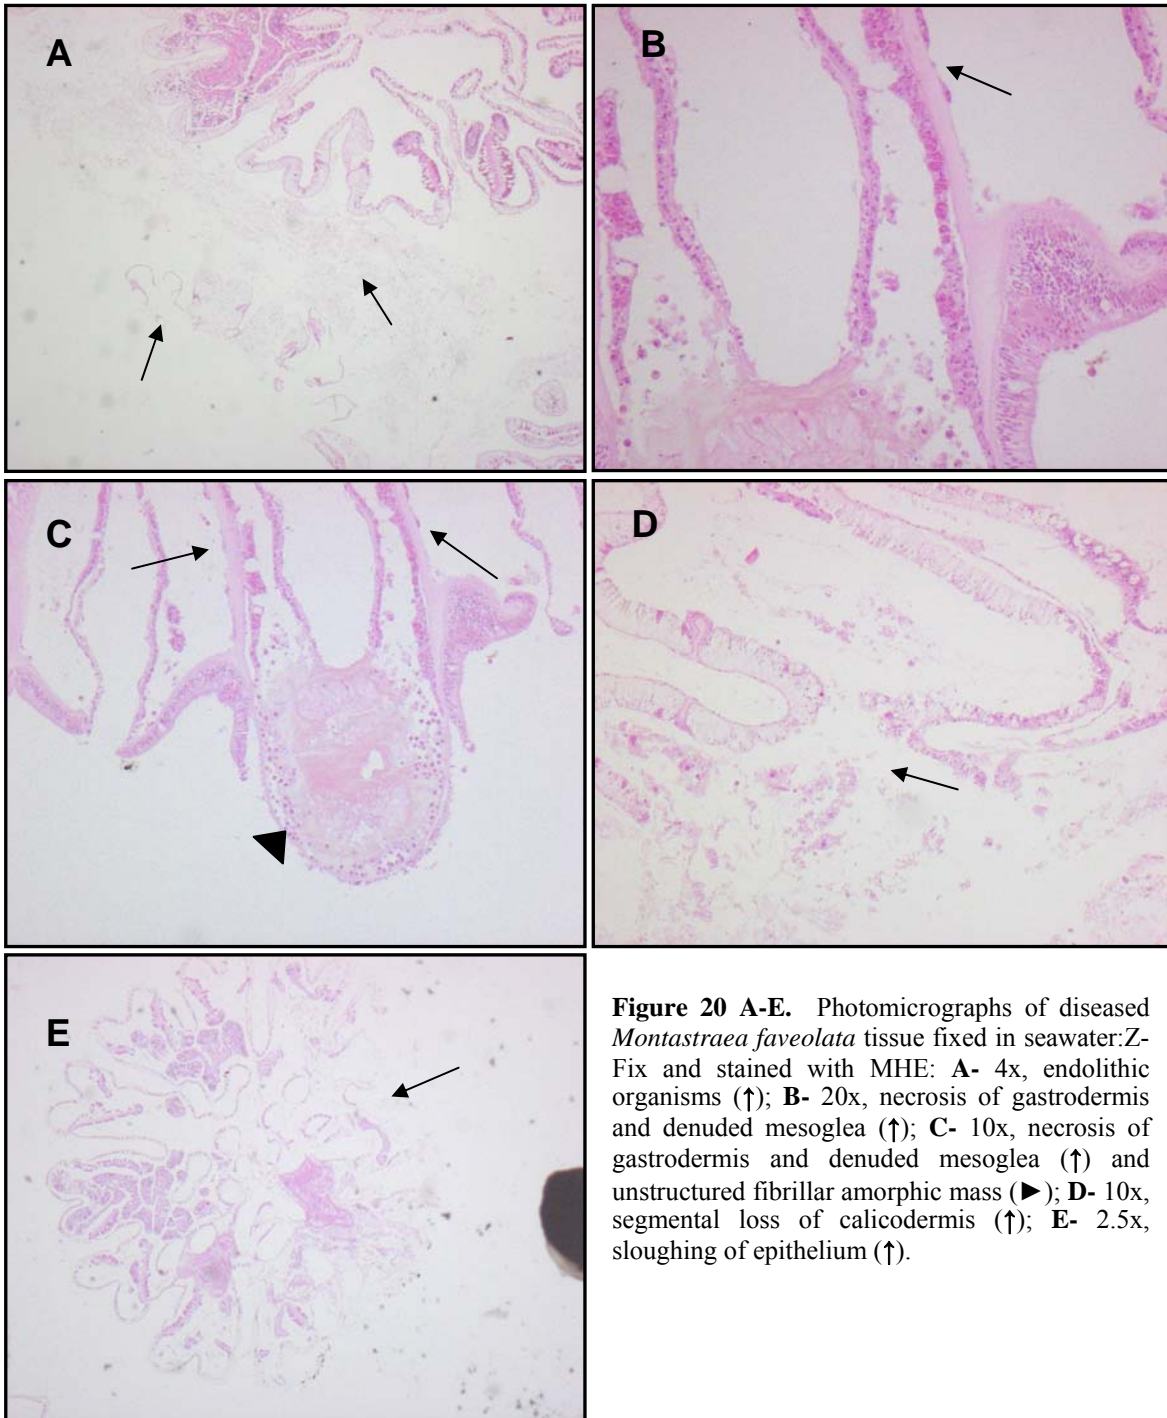 A
B
C
D
E
Figure 20 A-E. Photomicrographs of diseased
Montastraea faveolata tissue fixed in seawater:Z-
Fix and stained with MHE: A- 4x, endolithic
organisms (↑); B- 20x, necrosis of gastrodermis
and denuded mesoglea (↑); C- 10x, necrosis of
gastrodermis and denuded mesoglea (↑) and
unstructured fibrillar amorphic mass (►); D- 10x,
segmental loss of calicodermis (↑); E- 2.5x,
sloughing of epithelium (↑).